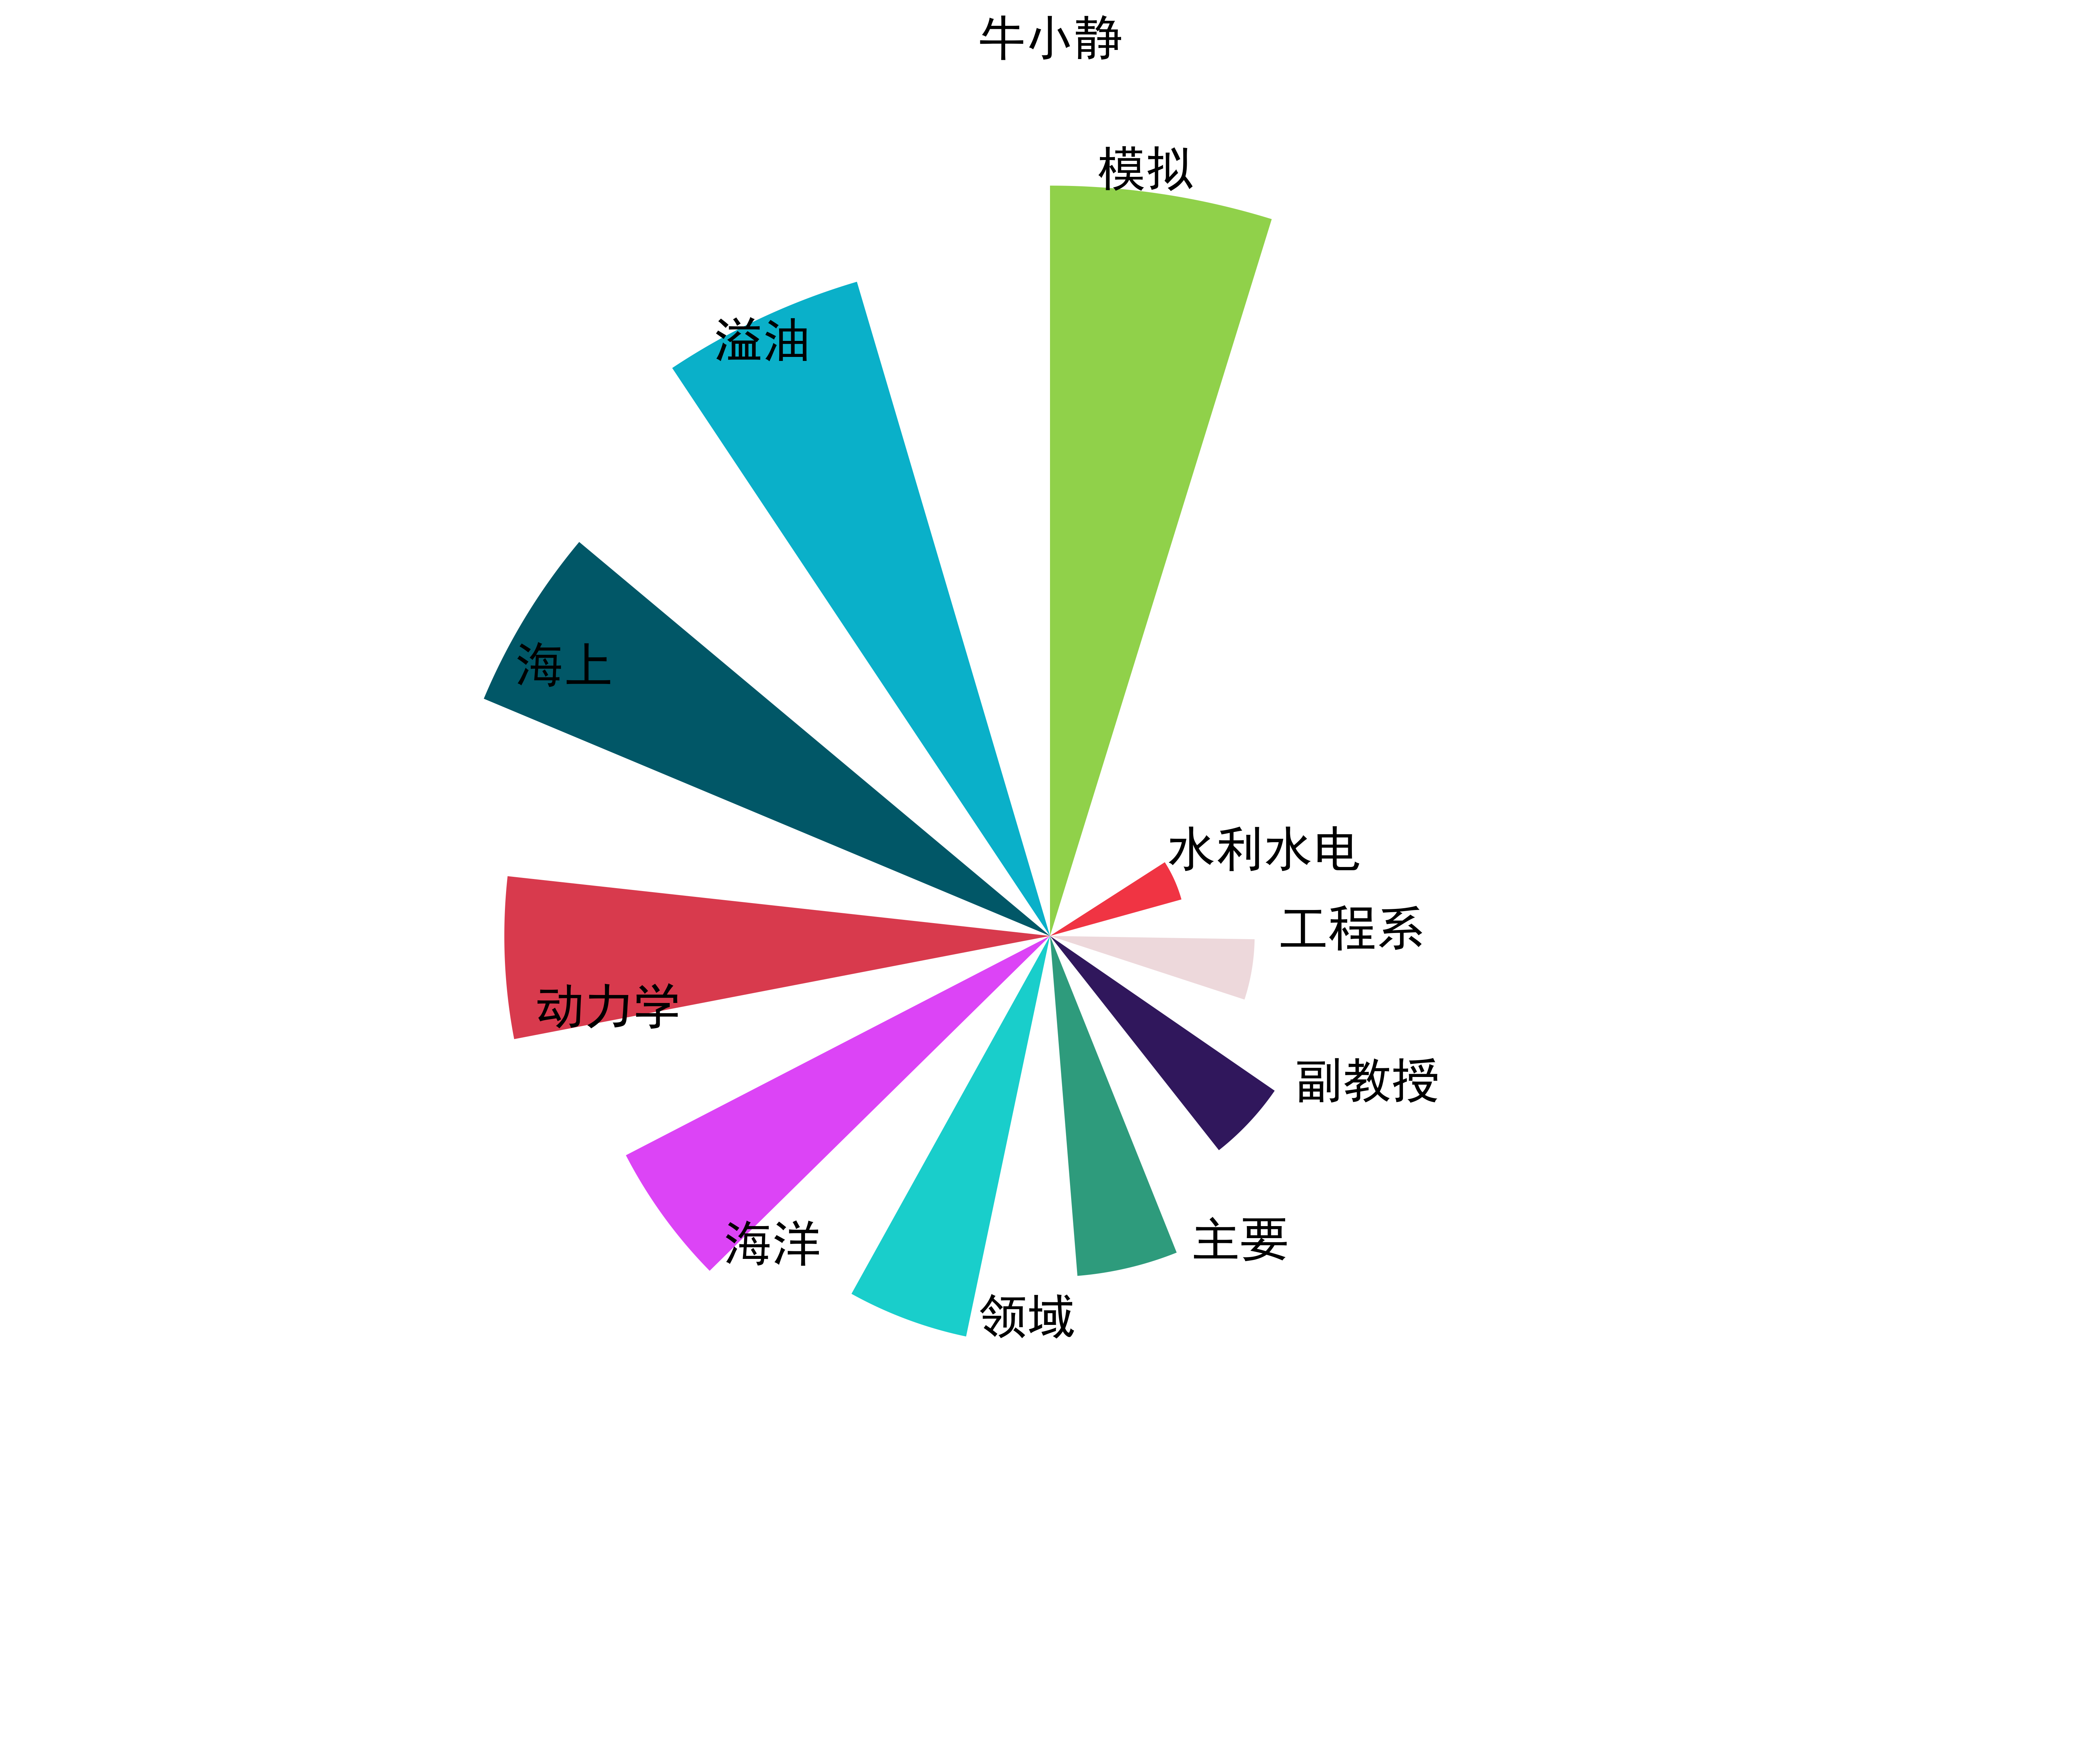 牛小静
模拟
溢油
海上
水利水电
工程系
动力学
副教授
主要
海洋
领域